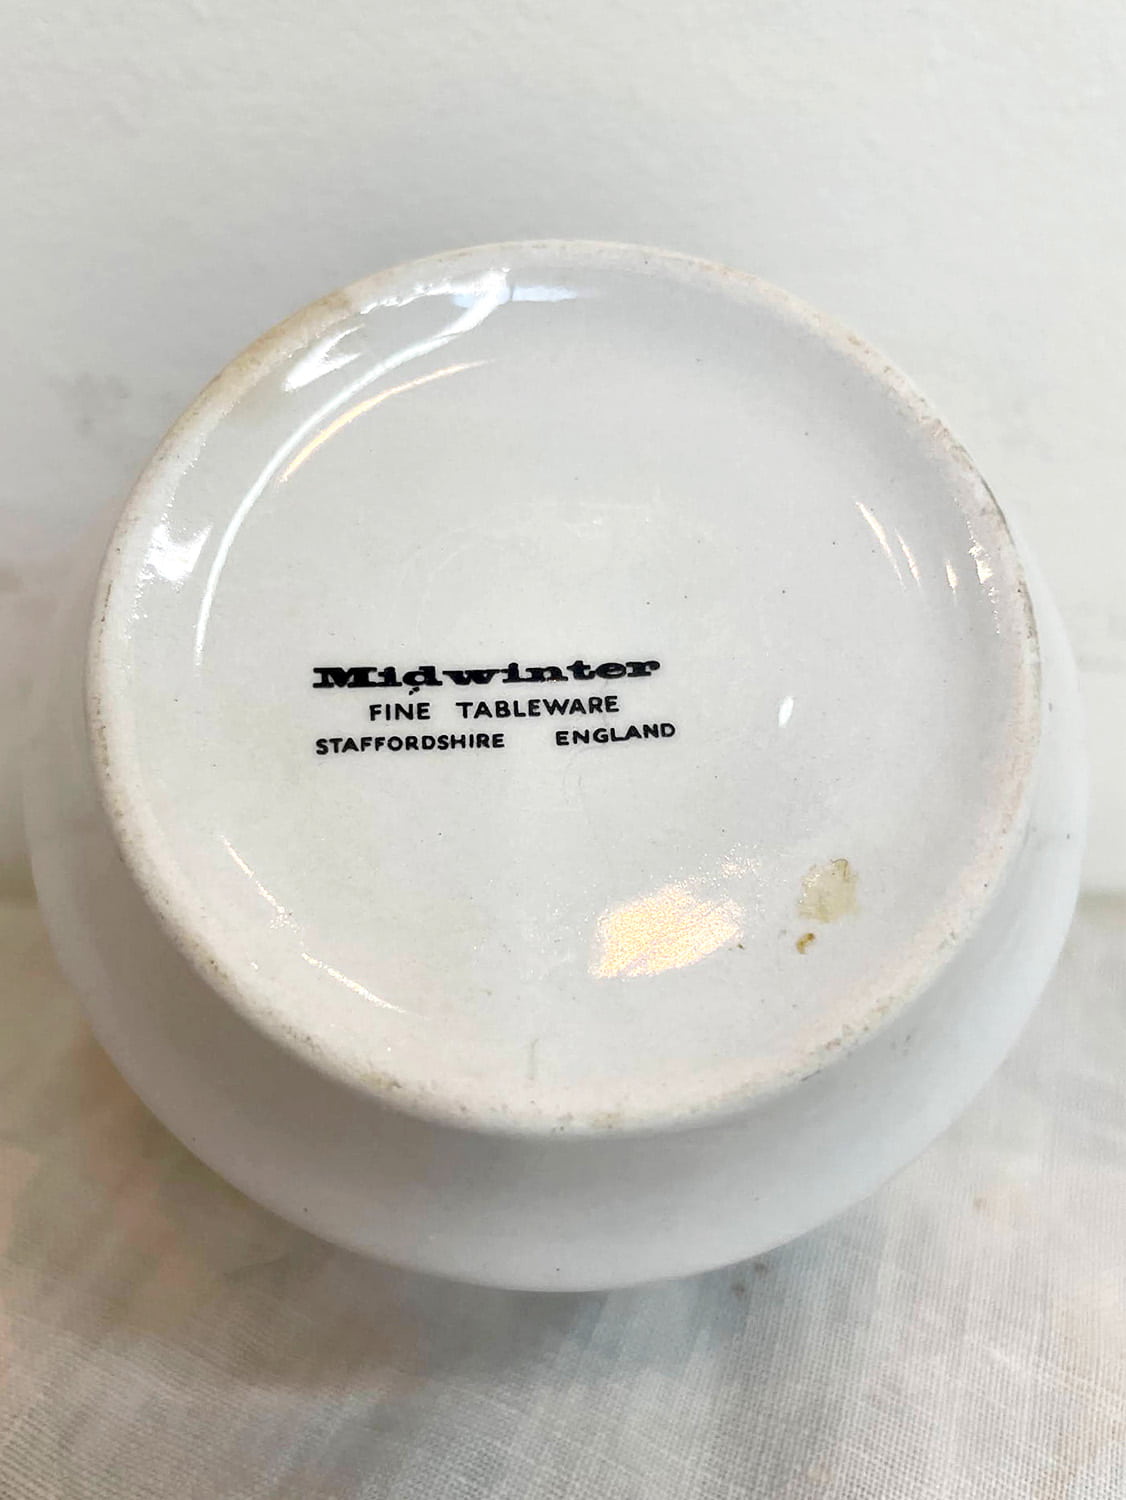 Midwinter
FINE TABLEWARE
STAFFORDSHIRE ENGLAND